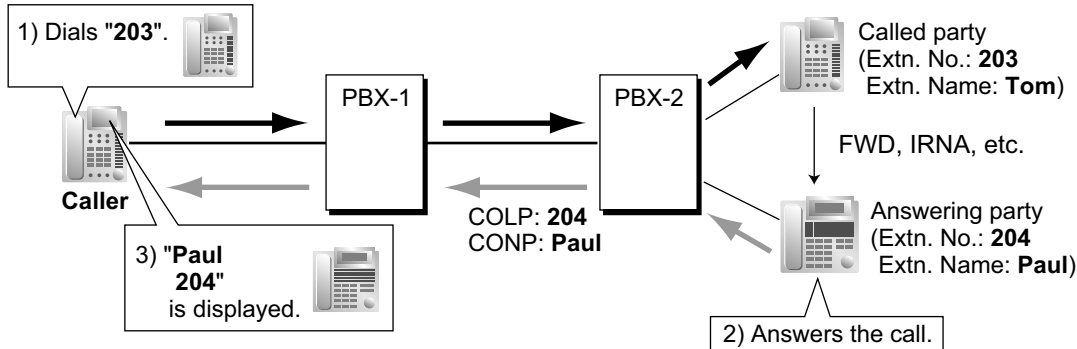 1) Dials "203".
Caller
PBX-1
PBX-2
Called party
(Extn. No.: 203
Extn. Name: Tom)
FWD, IRNA, etc.
COLP: 204
CONP: Paul
Answering party
(Extn. No.: 204
Extn. Name: Paul)
3) "Paul
204"
is displayed.
2) Answers the call.